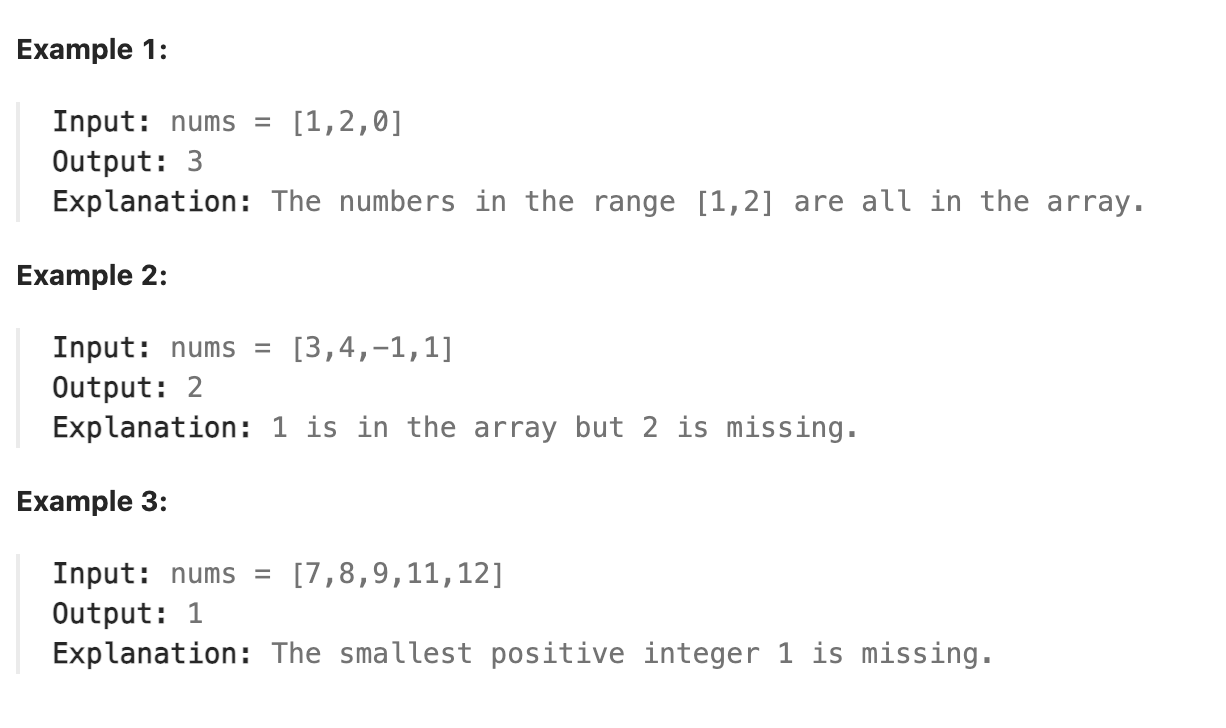 Example 1:
Input: nums = [1,2,0]
Output: 3
Explanation: The numbers in the range [1,2] are all in the array.
Example 2:
Input: nums = [3,4,−1,1]
Output: 2
Explanation: 1 is in the array but 2 is missing.
Example 3:
Input: nums = [7,8,9,11,12]
Output: 1
Explanation: The smallest positive integer 1 is missing.